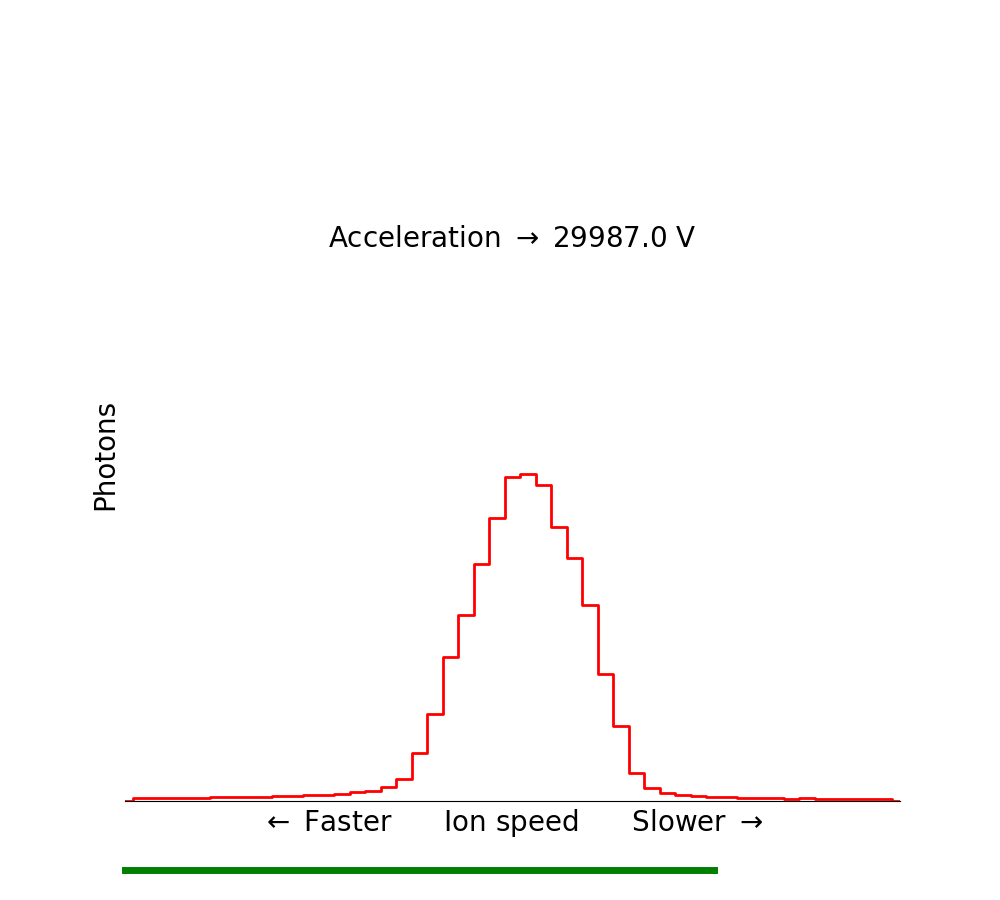 Acceleration → 29987.0 V
Photons
← Faster Ion speed Slower →